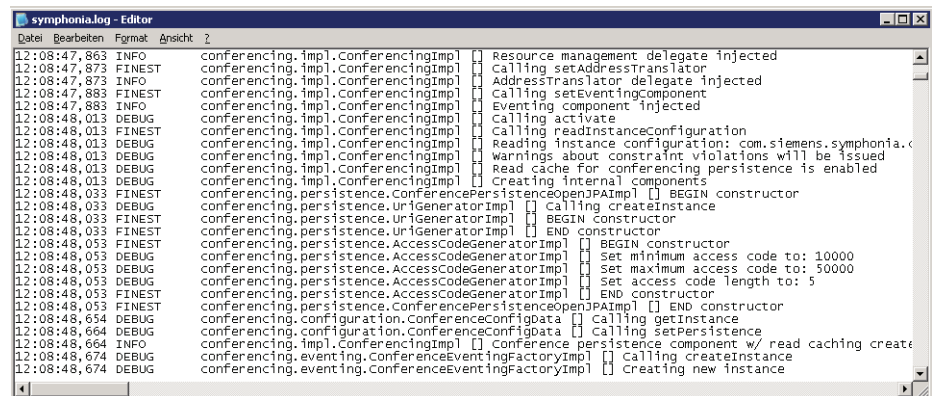 symphonia.log - Editor
Datei Bearbeiten Format Ansicht ?
12:08:47,863 INFO conferencing.impl.ConferencingImpl [] Resource management delegate injected
12:08:47,873 FINEST conferencing.impl.ConferencingImpl [] Calling setAddressTranslator
12:08:47,873 INFO conferencing.impl.ConferencingImpl [] AddressTranslator delegate injected
12:08:47,883 FINEST conferencing.impl.ConferencingImpl [] Calling setEventingComponent
12:08:47,883 INFO conferencing.impl.ConferencingImpl [] Eventing component injected
12:08:48,013 DEBUG conferencing.impl.ConferencingImpl [] Calling activate
12:08:48,013 FINEST conferencing.impl.ConferencingImpl [] Calling readInstanceConfiguration
12:08:48,013 DEBUG conferencing.impl.ConferencingImpl [] Reading instance configuration: com.siemens.symphonia.c
12:08:48,013 DEBUG conferencing.impl.ConferencingImpl [] Warnings about constraint violations will be issued
12:08:48,013 DEBUG conferencing.impl.ConferencingImpl [] Read cache for conferencing persistence is enabled
12:08:48,013 DEBUG conferencing.impl.ConferencingImpl [] Creating internal components
12:08:48,033 FINEST conferencing.persistence.ConferencePersistenceOpenJPAImpl [] BEGIN constructor
12:08:48,033 DEBUG conferencing.persistence.UriGeneratorImpl [] Calling createInstance
12:08:48,033 FINEST conferencing.persistence.UriGeneratorImpl [] BEGIN constructor
12:08:48,033 FINEST conferencing.persistence.UriGeneratorImpl [] END constructor
12:08:48,053 FINEST conferencing.persistence.AccessCodeGeneratorImpl [] BEGIN constructor
12:08:48,053 DEBUG conferencing.persistence.AccessCodeGeneratorImpl [] Set minimum access code to: 10000
12:08:48,053 DEBUG conferencing.persistence.AccessCodeGeneratorImpl [] Set maximum access code to: 50000
12:08:48,053 DEBUG conferencing.persistence.AccessCodeGeneratorImpl [] Set access code length to: 5
12:08:48,053 FINEST conferencing.persistence.AccessCodeGeneratorImpl [] END constructor
12:08:48,053 FINEST conferencing.persistence.ConferencePersistenceOpenJPAImpl [] END constructor
12:08:48,654 DEBUG conferencing.configuration.ConferenceConfigData [] Calling getInstance
12:08:48,664 DEBUG conferencing.configuration.ConferenceConfigData [] Calling setPersistence
12:08:48,664 INFO conferencing.impl.ConferencingImpl [] Conference persistence component w/ read caching create
12:08:48,674 DEBUG conferencing.eventing.ConferenceEventingFactoryImpl [] Calling createInstance
12:08:48,674 DEBUG conferencing.eventing.ConferenceEventingFactoryImpl [] Creating new instance